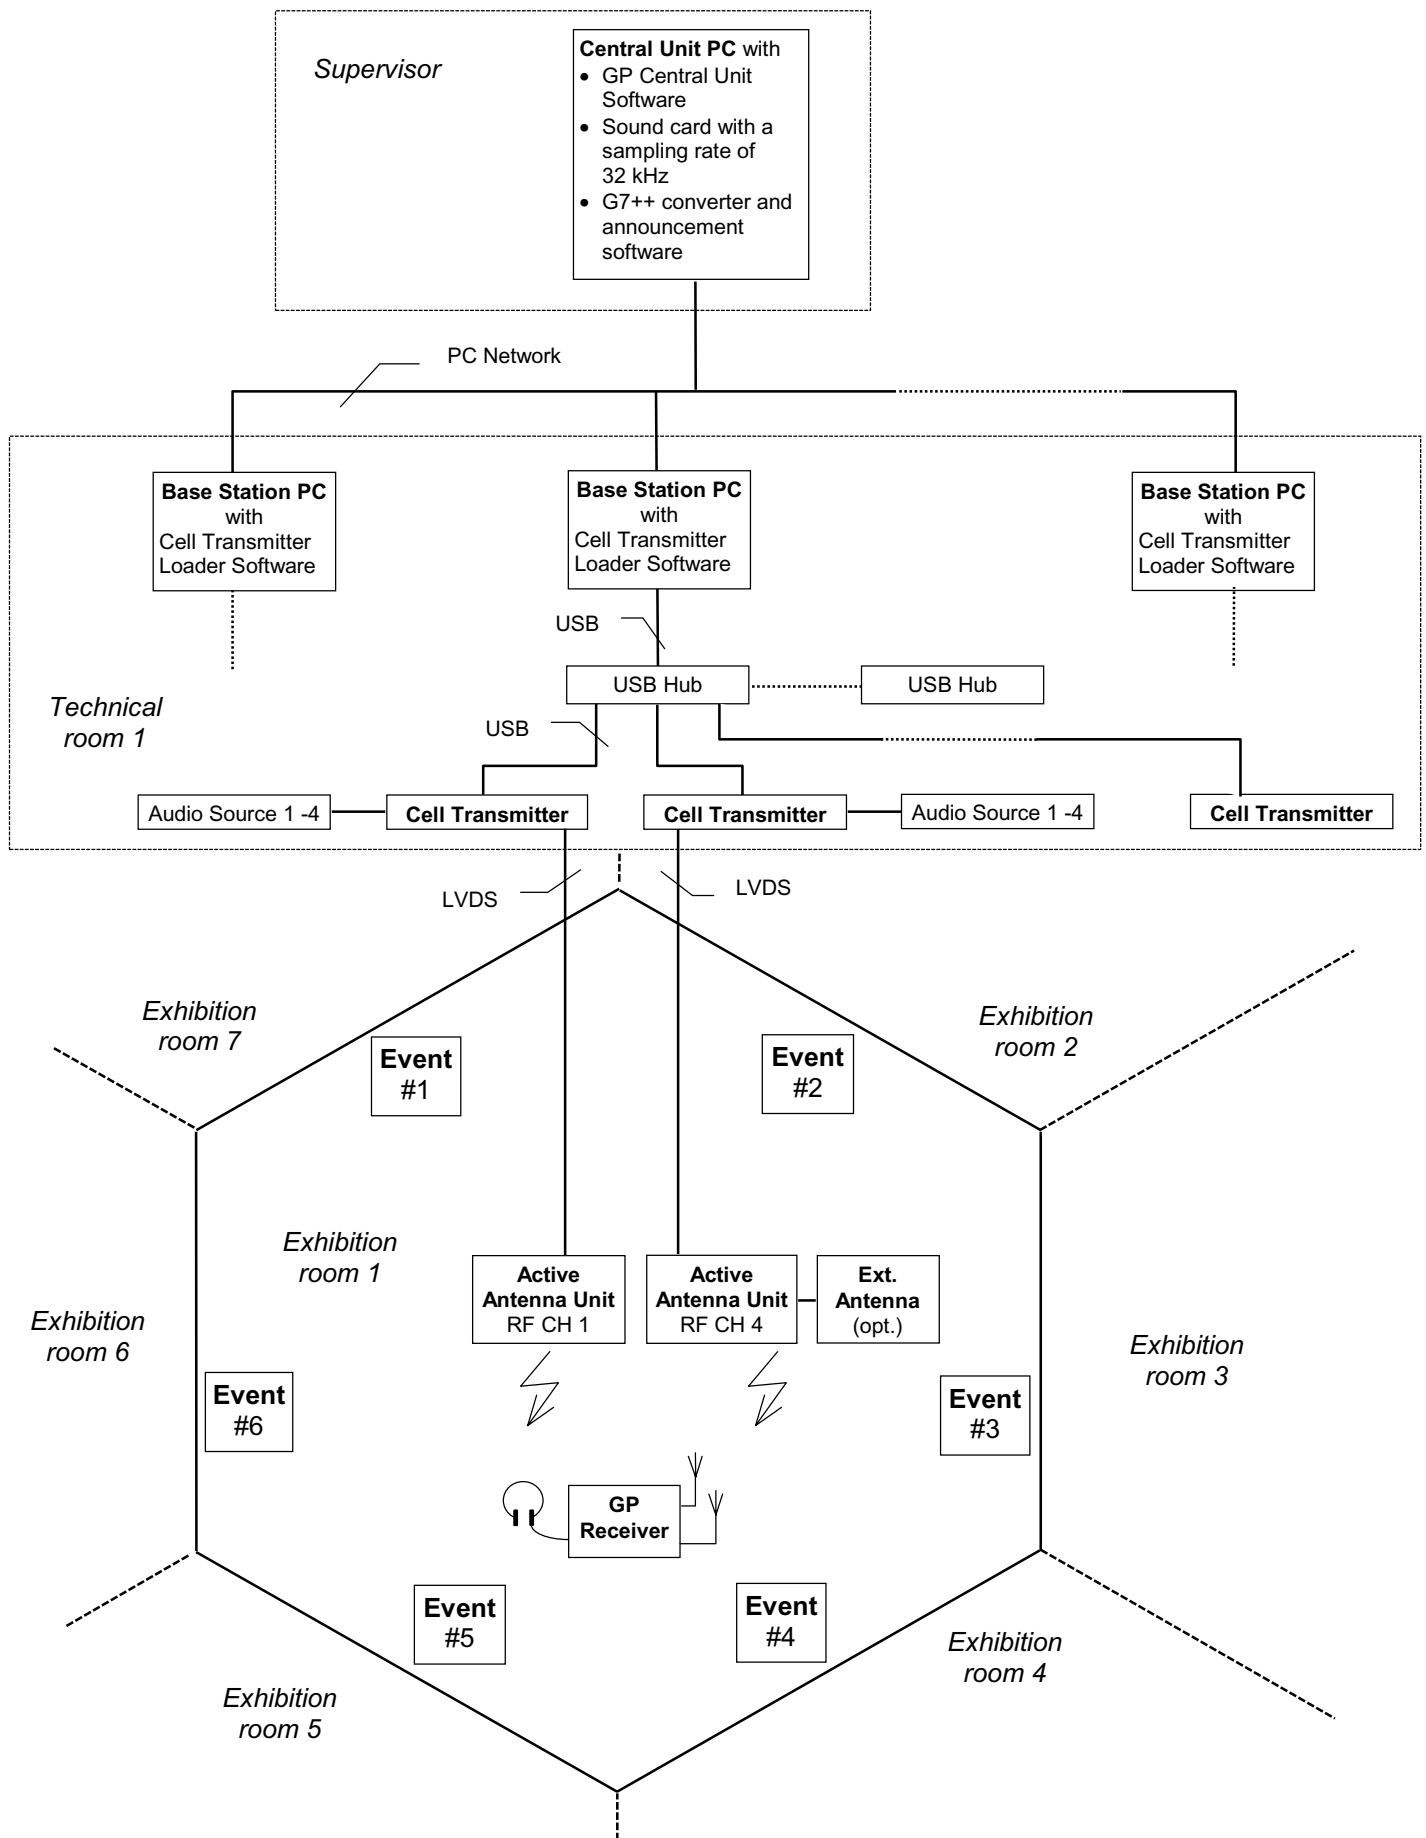 Supervisor
Central Unit PC with
• GP Central Unit
Software
• Sound card with a
sampling rate of
32 kHz
• G7++ converter and
announcement
software
PC Network
Base Station PC
with
Cell Transmitter
Loader Software
Base Station PC
with
Cell Transmitter
Loader Software
Base Station PC
with
Cell Transmitter
Loader Software
USB
USB Hub
USB Hub
Technical
room 1
USB
Audio Source 1 -4
Cell Transmitter
Cell Transmitter
Audio Source 1 -4
Cell Transmitter
LVDS
LVDS
Exhibition
room 7
Exhibition
room 2
Event
#1
Event
#2
Exhibition
room 1
Active
Antenna Unit
RF CH 1
Active
Antenna Unit
RF CH 4
Ext.
Antenna
(opt.)
Exhibition
room 6
Exhibition
room 3
Event
#6
Event
#3
GP
Receiver
Event
#5
Event
#4
Exhibition
room 4
Exhibition
room 5